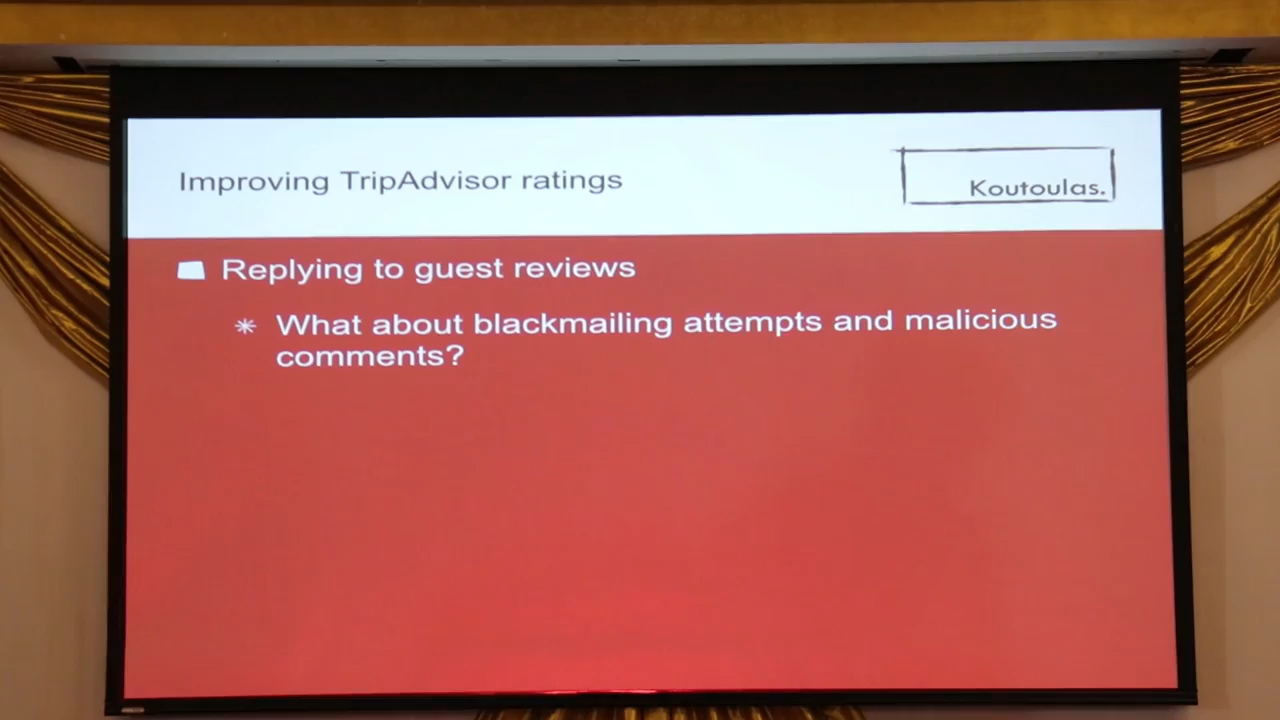 Improving TripAdvisor ratings
Koutoulas.
Replying to guest reviews
What about blackmailing attempts and malicious
comments?